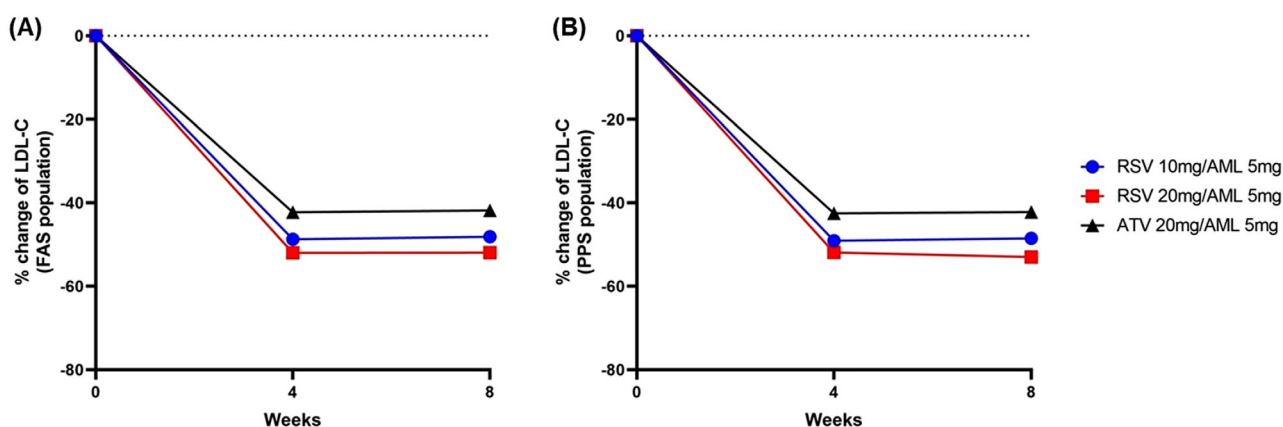 (A)
% change of LDL-C
(FAS population)
0
-20
-40
-60
-80
0
4
8
Weeks
(B)
% change of LDL-C
(PPS population)
0
-20
-40
-60
-80
0
4
8
Weeks
RSV 10mg/AML 5mg
RSV 20mg/AML 5mg
ATV 20mg/AML 5mg